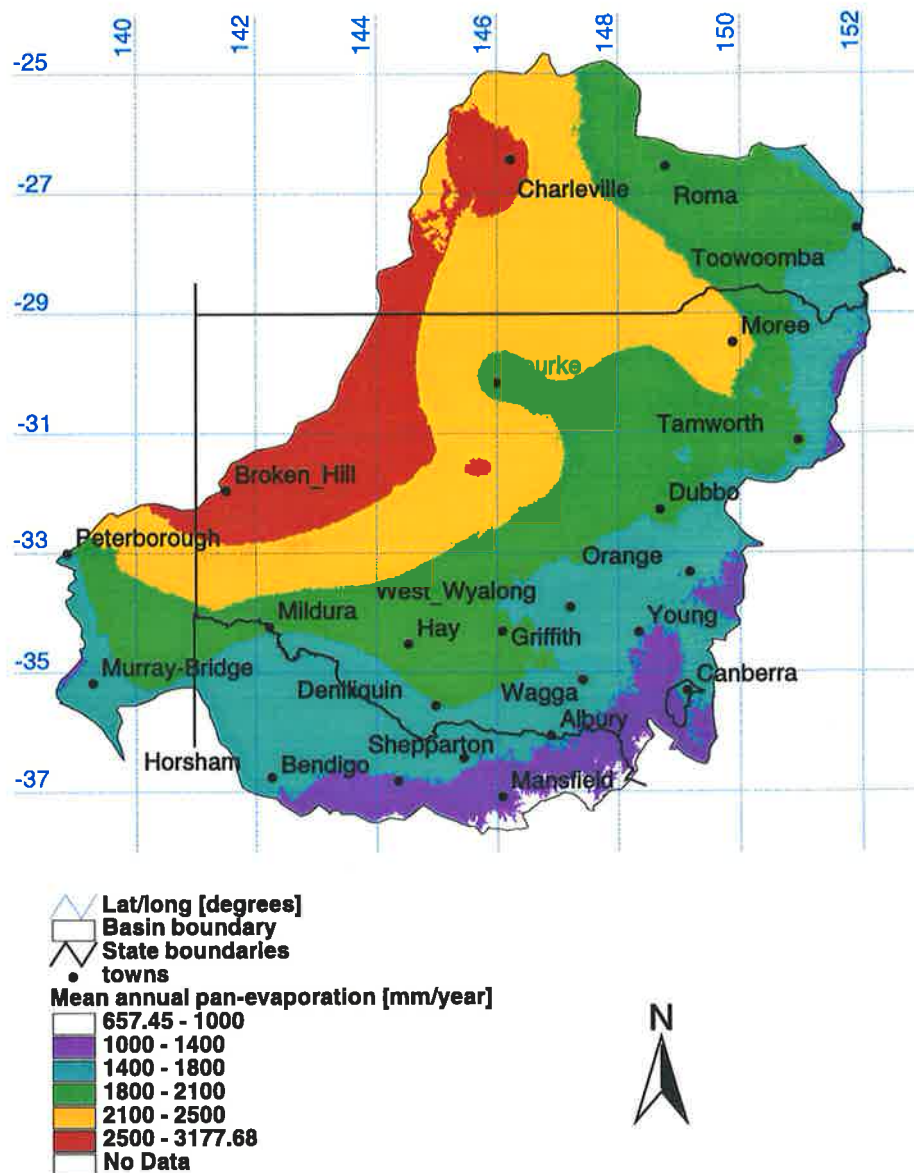 140
142
144
146
148
150
152
-25
Charleville
Roma
-27
Toowoomba
-29
Moree
urke
-31
Tamworth
Broken_Hill
Dubbo
-33
Peterborough
Orange
West_Wyalong
Mildura
Young
Hay
Griffith
-35
Murray-Bridge
Canberra
Deniliquin
Wagga
Albury
Shepparton
Horsham
Bendigo
-37
Mansfield
Lat/long [degrees]
Basin boundary
State boundaries
towns
Mean annual pan-evaporation [mm/year]
657.45 - 1000
1000 - 1400
1400 - 1800
1800 - 2100
2100 - 2500
2500 - 3177.68
No Data
N